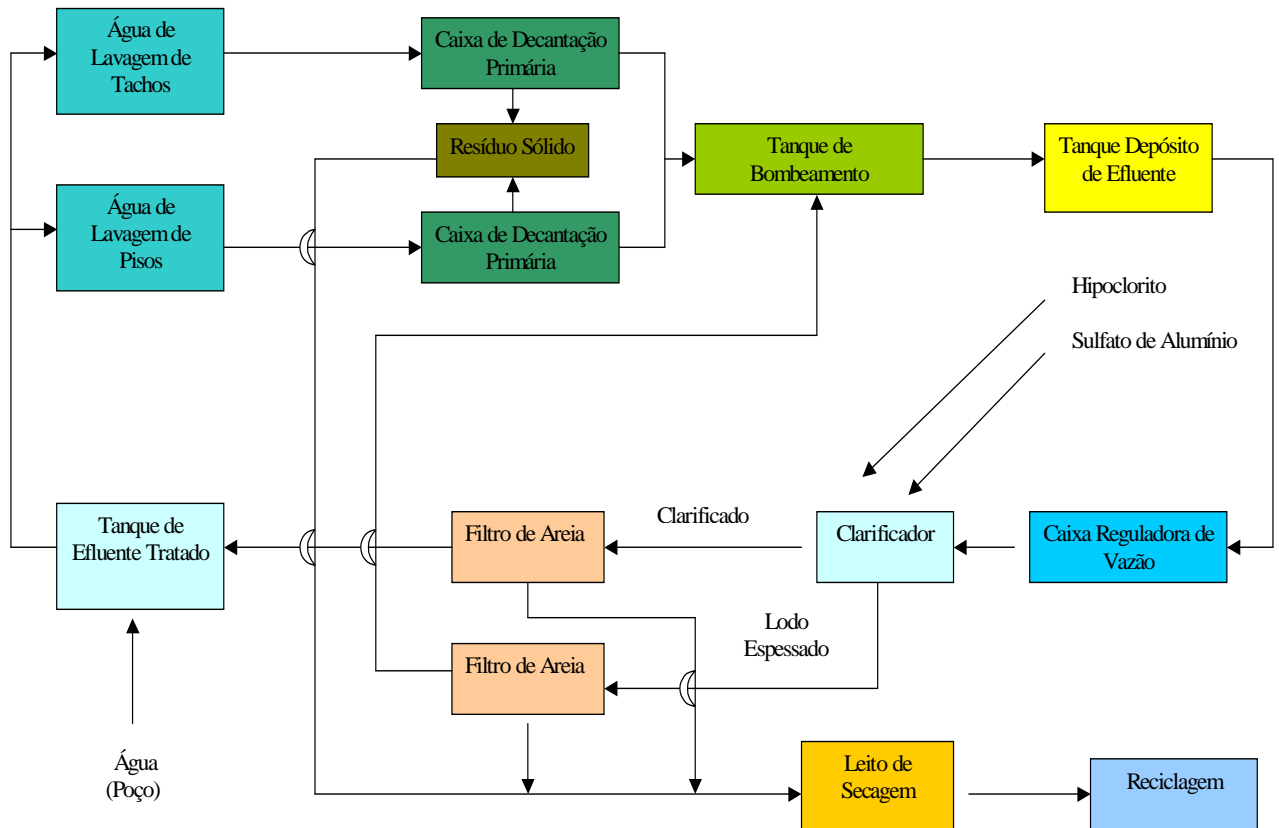 Água de
Lavagem de
Tachos
Caixa de Decantação
Primária
Resíduo Sólido
Tanque de
Bombeamento
Tanque Depósito
de Efluente
Água de
Lavagem de
Pisos
Caixa de Decantação
Primária
Hipoclorito
Sulfato de Alumínio
Tanque de
Efluente Tratado
Filtro de Areia
Clarificado
Clarificador
Caixa Reguladora de
Vazão
Lodo
Espessado
Filtro de Areia
Água
(Poço)
Leito de
Secagem
Reciclagem